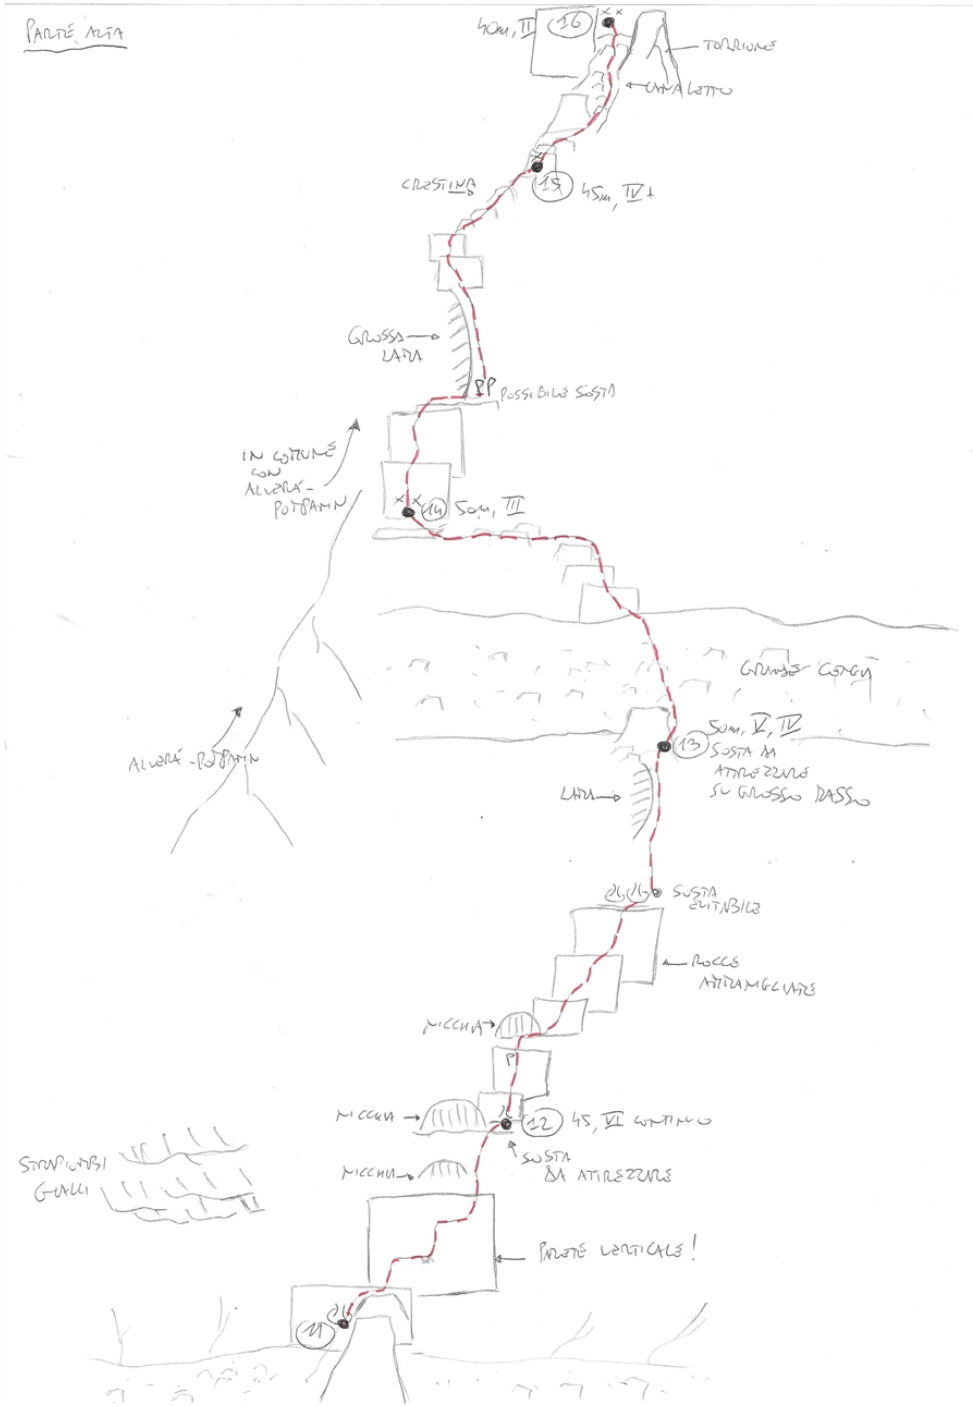 PARTE ALTA
40m, II
16
x x
TORRIONE
CANALETTO
CRESTINA
15
45m, IV+
GROSSA
LAMA
PP
POSSIBILE SOSTA
IN COMUNE
CON
ALVERÀ-
POMPANIN
x x
14
50m, III
GRANDE CENGIA
ALVERÀ-POMPANIN
13
50m, V, IV
SOSTA DA
ATTREZZARE
SU GROSSO MASSO
LAMA
SOSTA
EVITABILE
ROCCE
NICCHIA
P
NICCHIA
12
45, VI CONTINUO
SOSTA
DA ATTREZZARE
NICCHIA
STRAPIOMBI
GIALLI
PARETE VERTICALE!
11